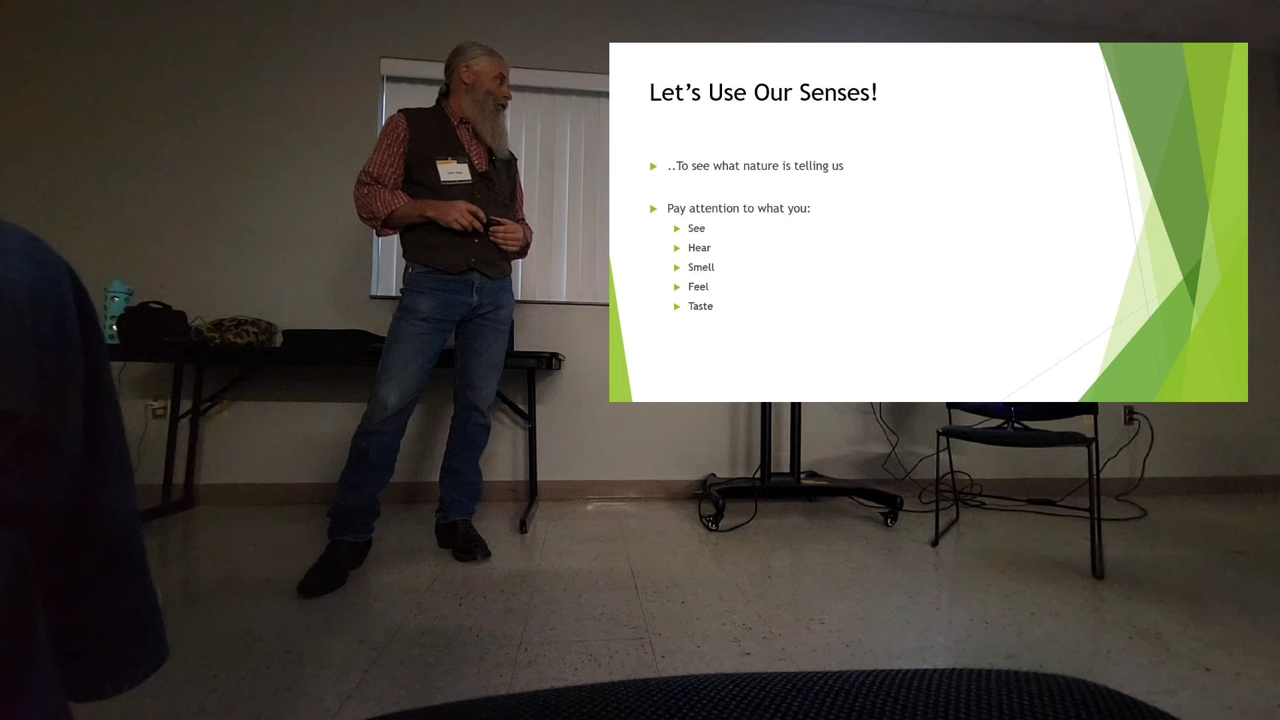 Let's Use Our Senses!
..To see what nature is telling us
Pay attention to what you:
See
Hear
Smell
Feel
Taste